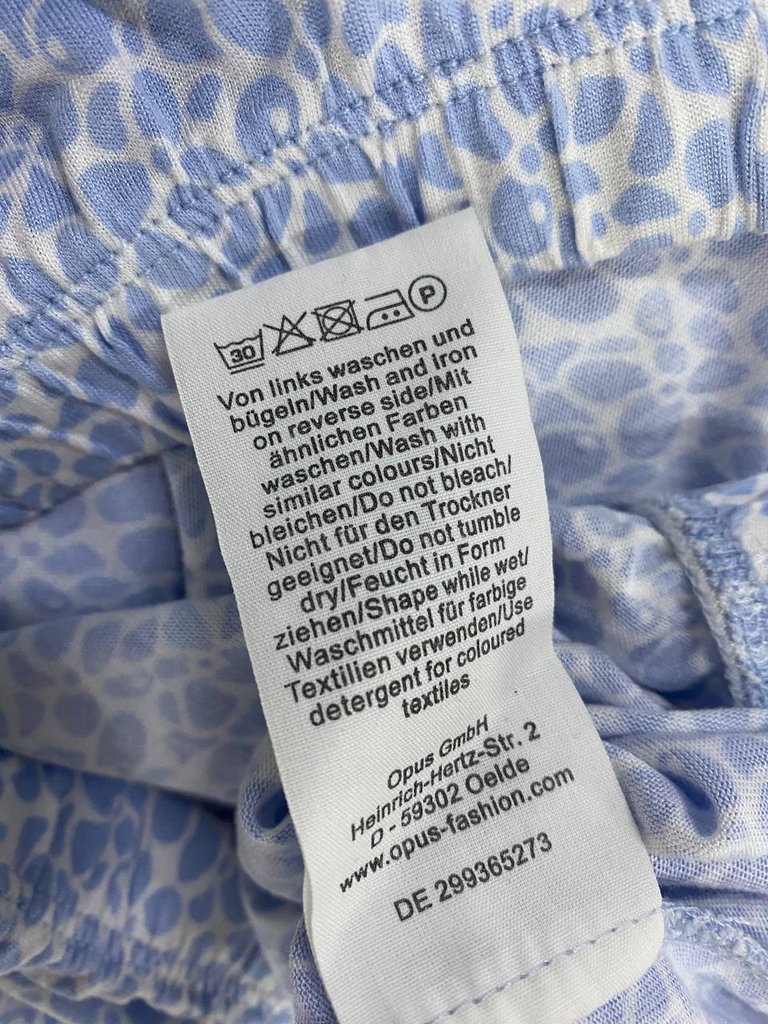 30 P
Von links waschen und
bügeln/Wash and Iron
on reverse side/Mit
ähnlichen Farben
waschen/Wash with
similar colours/Nicht
bleichen/Do not bleach/
Nicht für den Trockner
geeignet/Do not tumble
dry/Feucht in Form
ziehen/Shape while wet/
Waschmittel für farbige
Textilien verwenden/Use
detergent for coloured
textiles
Opus GmbH
Heinrich-Hertz-Str. 2
D - 59302 Oelde
www.opus-fashion.com
DE 299365273